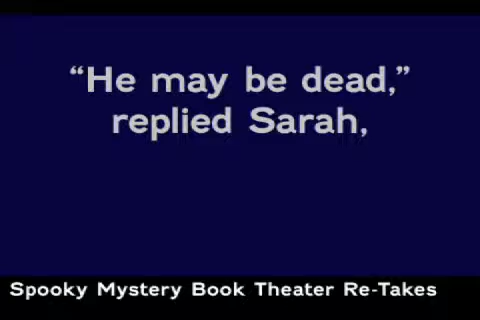 “He may be dead,”
replied Sarah,
Spooky Mystery Book Theater Re-Takes